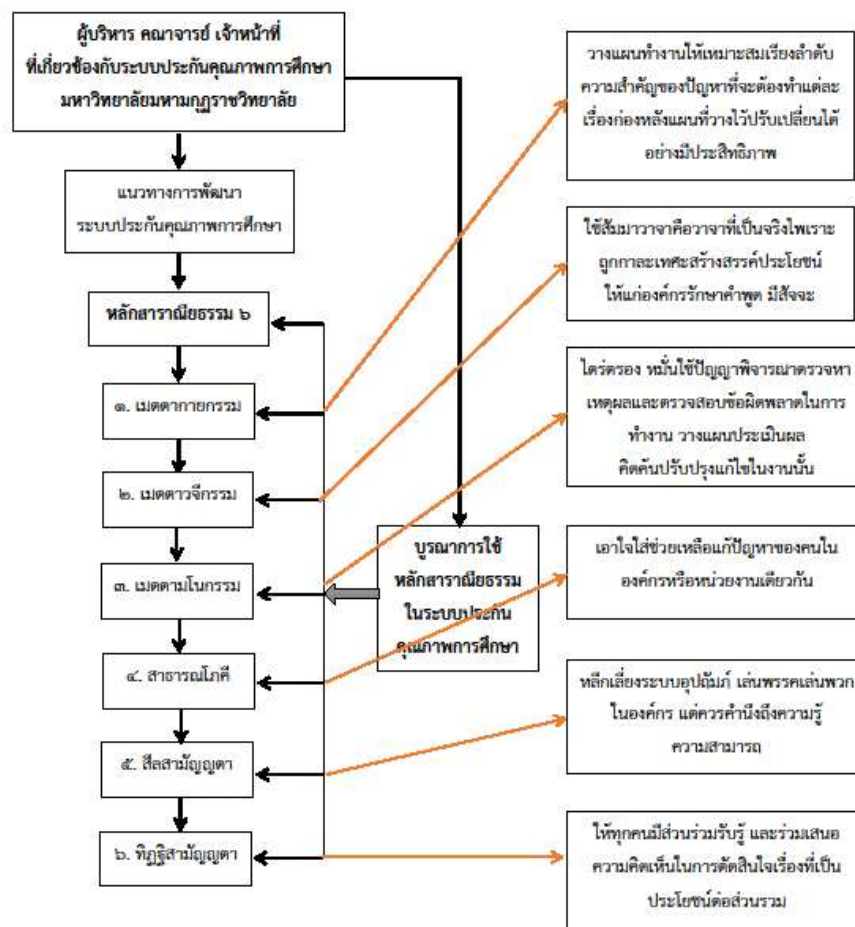 ผู้บริหาร คณาจารย์ เจ้าหน้าที่
ที่เกี่ยวข้องกับระบบประกันคุณภาพการศึกษา
มหาวิทยาลัยมหามกุฏราชวิทยาลัย
แนวทางการพัฒนา
ระบบประกันคุณภาพการศึกษา
หลักสาราณียธรรม ๖
๑. เมตตากายกรรม
๒. เมตตาวจีกรรม
๓. เมตตามโนกรรม
๔. สาธารณโภคี
๕. สีลสามัญญตา
๖. ทิฏฐิสามัญญตา
บูรณาการใช้
หลักสาราณียธรรม
ในระบบประกัน
คุณภาพการศึกษา
วางแผนทำงานให้เหมาะสมเรียงลำดับ
ความสำคัญของปัญหาที่จะต้องทำแต่ละ
เรื่องก่องหลังแผนที่วางไว้ปรับเปลี่ยนได้
อย่างมีประสิทธิภาพ
ใช้สัมมาวาจาคือวาจาที่เป็นจริงไพเราะ
ถูกกาละเทศะสร้างสรรค์ประโยชน์
ให้แก่องค์กรรักษาคำพูด มีสัจจะ
ไตร่ตรอง หมั่นใช้ปัญญาพิจารณาตรวจหา
เหตุผลและตรวจสอบข้อผิดพลาดในการ
ทำงาน วางแผนประเมินผล
คิดค้นปรับปรุงแก้ไขในงานนั้น
เอาใจใส่ช่วยเหลือแก้ปัญหาของคนใน
องค์กรหรือหน่วยงานเดียวกัน
หลีกเลี่ยงระบบอุปถัมภ์ เล่นพรรคเล่นพวก
ในองค์กร แต่ควรคำนึงถึงความรู้
ความสามารถ
ให้ทุกคนมีส่วนร่วมรับรู้ และร่วมเสนอ
ความคิดเห็นในการตัดสินใจเรื่องที่เป็น
ประโยชน์ต่อส่วนรวม